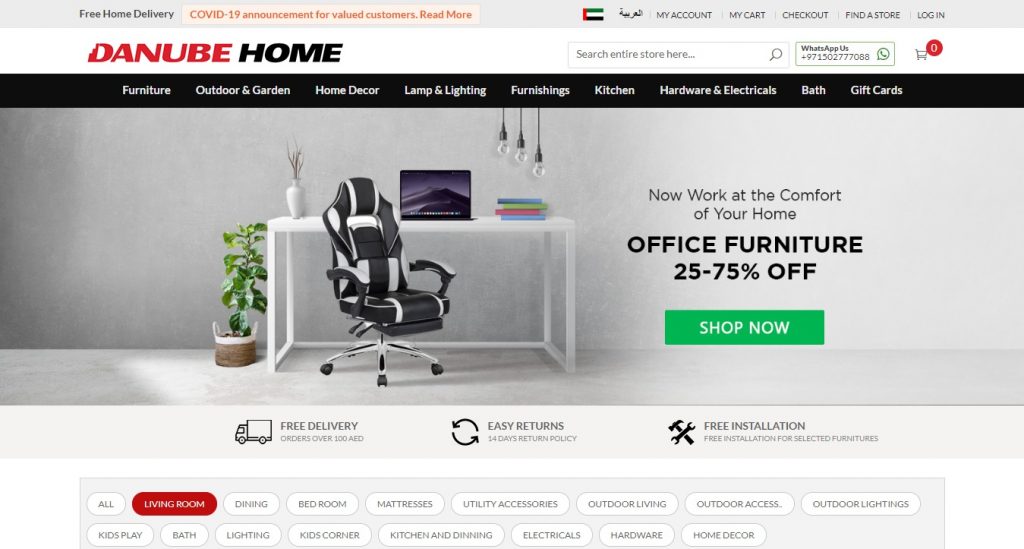 Free Home Delivery
COVID-19 announcement for valued customers. Read More
العربية
MY ACCOUNT
MY CART
CHECKOUT
FIND A STORE
LOG IN
DANUBE HOME
Search entire store here...
WhatsApp Us
+971502777088
0
Furniture
Outdoor & Garden
Home Decor
Lamp & Lighting
Furnishings
Kitchen
Hardware & Electricals
Bath
Gift Cards
Now Work at the Comfort
of Your Home
OFFICE FURNITURE
25-75% OFF
SHOP NOW
FREE DELIVERY
ORDERS OVER 100 AED
EASY RETURNS
14 DAYS RETURN POLICY
FREE INSTALLATION
FREE INSTALLATION FOR SELECTED FURNITURES
ALL
LIVING ROOM
DINING
BED ROOM
MATTRESSES
UTILITY ACCESSORIES
OUTDOOR LIVING
OUTDOOR ACCESS..
OUTDOOR LIGHTINGS
KIDS PLAY
BATH
LIGHTING
KIDS CORNER
KITCHEN AND DINNING
ELECTRICALS
HARDWARE
HOME DECOR